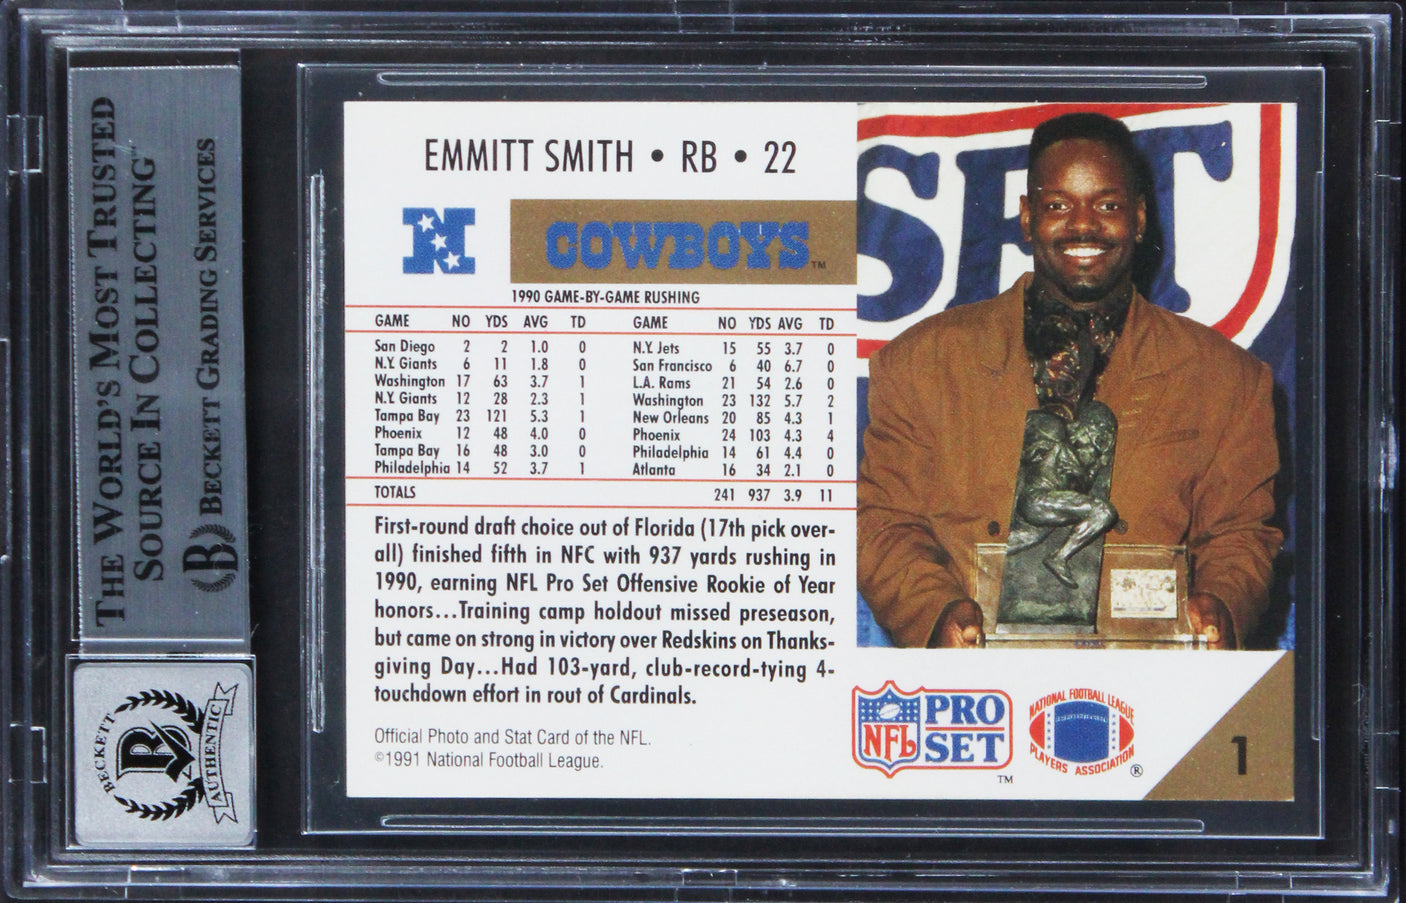 THE WORLD'S MOST TRUSTED
SOURCE IN COLLECTING
BECKETT GRADING SERVICES
B
BECKETT
B
AUTHENTIC
EMMITT SMITH • RB • 22
N
COWBOYS™
1990 GAME-BY-GAME RUSHING
GAME NO YDS AVG TD GAME NO YDS AVG TD
San Diego 2 2 1.0 0 N.Y. Jets 15 55 3.7 0
N.Y. Giants 6 11 1.8 0 San Francisco 6 40 6.7 0
Washington 17 63 3.7 1 L.A. Rams 21 54 2.6 0
N.Y. Giants 12 28 2.3 1 Washington 23 132 5.7 2
Tampa Bay 23 121 5.3 1 New Orleans 20 85 4.3 1
Phoenix 12 48 4.0 0 Phoenix 24 103 4.3 4
Tampa Bay 16 48 3.0 0 Philadelphia 14 61 4.4 0
Philadelphia 14 52 3.7 1 Atlanta 16 34 2.1 0
TOTALS 241 937 3.9 11
First-round draft choice out of Florida (17th pick over-
all) finished fifth in NFC with 937 yards rushing in
1990, earning NFL Pro Set Offensive Rookie of Year
honors...Training camp holdout missed preseason,
but came on strong in victory over Redskins on Thanks-
giving Day...Had 103-yard, club-record-tying 4-
touchdown effort in rout of Cardinals.
Official Photo and Stat Card of the NFL.
©1991 National Football League.
SET
NFL
PRO
SET
™
NATIONAL FOOTBALL LEAGUE
PLAYERS ASSOCIATION
®
1